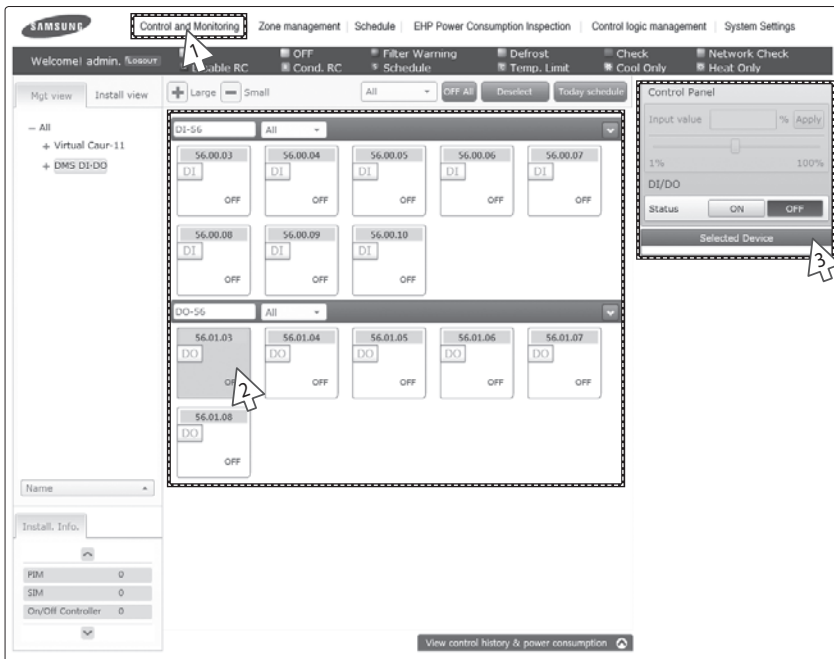 SAMSUNG
Control and Monitoring | Zone management | Schedule | EHP Power Consumption Inspection | Control logic management | System Settings
1
Welcome! admin. Logout
OFF Filter Warning Defrost Check Network Check
Disable RC Cond. RC Schedule Temp. Limit Cool Only Heat Only
Mgt view Install view
Large Small All OFF All Deselect Today schedule
All
Virtual Caur-11
DMS DI-DO
DI-56 All
56.00.03 56.00.04 56.00.05 56.00.06 56.00.07
DI DI DI DI DI
OFF OFF OFF OFF OFF
56.00.08 56.00.09 56.00.10
DI DI DI
OFF OFF OFF
DO-56 All
56.01.03 56.01.04 56.01.05 56.01.06 56.01.07
DO DO DO DO DO
2
OFF OFF OFF OFF
56.01.08
DO
OFF
Control Panel
Input value % Apply
1% 100%
DI/DO
Status ON OFF
Selected Device
3
Name
Install. Info.
PIM 0
SIM 0
On/Off Controller 0
View control history & power consumption